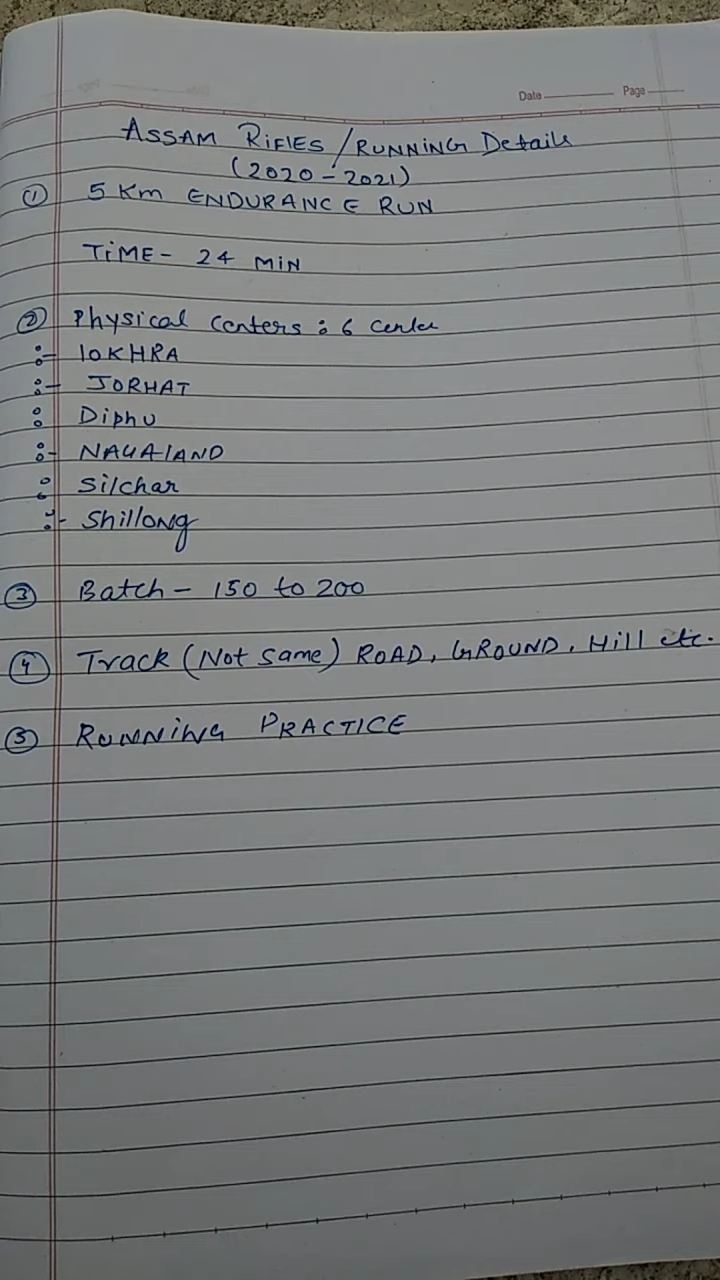 Date Page
ASSAM RIFlES / RUNNING Details
(2020-2021)
① 5 Km ENDURANCE RUN
TiME - 24 MiN
② Physical Centers : 6 Center
:- lOKHRA
:- JORHAT
: Diphu
:- NAGAlAND
: Silchar
:- Shillong
③ Batch - 150 to 200
④ Track (Not Same) ROAD, GROUND, Hill etc.
⑤ RuNNiNG PRACTICE